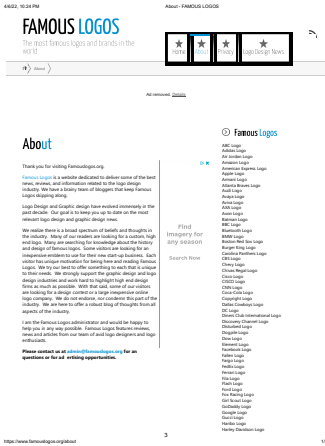 4/6/22, 10:24 PM
About - FAMOUS LOGOS
FAMOUS LOGOS
The most famous logos and brands in the
world
Home
About
Privacy
Logo Design News
About
Ad removed. Details
About
Thank you for visiting Famouslogos.org.
Famous Logos is a website dedicated to deliver some of the best
news, reviews, and information related to the logo design
industry. We have a brainy team of bloggers that keep Famous
Logos skipping along.
Logo Design and Graphic design have evolved immensely in the
past decade. Our goal is to keep you up to date on the most
relevant logo design and graphic design news.
We realize there is a broad spectrum of beliefs and thoughts in
the industry. Many of our readers are looking for a custom, high
end logo. Many are searching for knowledge about the history
and design of famous logos. Some visitors are looking for an
inexpensive emblem to use for their new start-up business. Each
visitor has unique motivation for being here and reading Famous
Logos. We try our best to offer something to each that is unique
to their needs. We strongly support the graphic design and logo
design industries and work hard to highlight high end design
firms as much as possible. With that said, some of our visitors
are looking for a design contest or a large inexpensive online
logo company. We do not endorse, nor condemn this part of the
industry. We are here to offer a robust blog of thoughts from all
aspects of the industry.
I am the Famous Logos administrator and would be happy to
help you in any way possible. Famous Logos features reviews,
news and articles from our team of avid logo designers and logo
enthusiasts.
Please contact us at admin@famouslogos.org for an
questions or for ad ertising opportunities.
Find
imagery for
any season
Search Now
Famous Logos
ABC Logo
Adidas Logo
Air Jordan Logo
Amazon Logo
American Express Logo
Apple Logo
Armani Logo
Atlanta Braves Logo
Audi Logo
Avaya Logo
Avica Logo
AXA Logo
Axon Logo
Batman Logo
BBC Logo
Bluetooth Logo
BMW Logo
Boston Red Sox Logo
Burger King Logo
Carolina Panthers Logo
CBS Logo
Chevy Logo
Chivas Regal Logo
Cisco Logo
CISCO Logo
CNN Logo
Coca-Cola Logo
Copyright Logo
Dallas Cowboys Logo
DC Logo
Diners Club International Logo
Discovery Channel Logo
Disturbed Logo
Dogpile Logo
Divx Logo
Element Logo
Facebook Logo
Fallen Logo
Fargo Logo
FedEx Logo
Ferrari Logo
Fila Logo
Flash Logo
Ford Logo
Fox Racing Logo
Girl Scout Logo
GoDaddy Logo
Google Logo
Gucci Logo
Haribo Logo
Harley Davidson Logo
3
https://www.famouslogos.org/about
1/